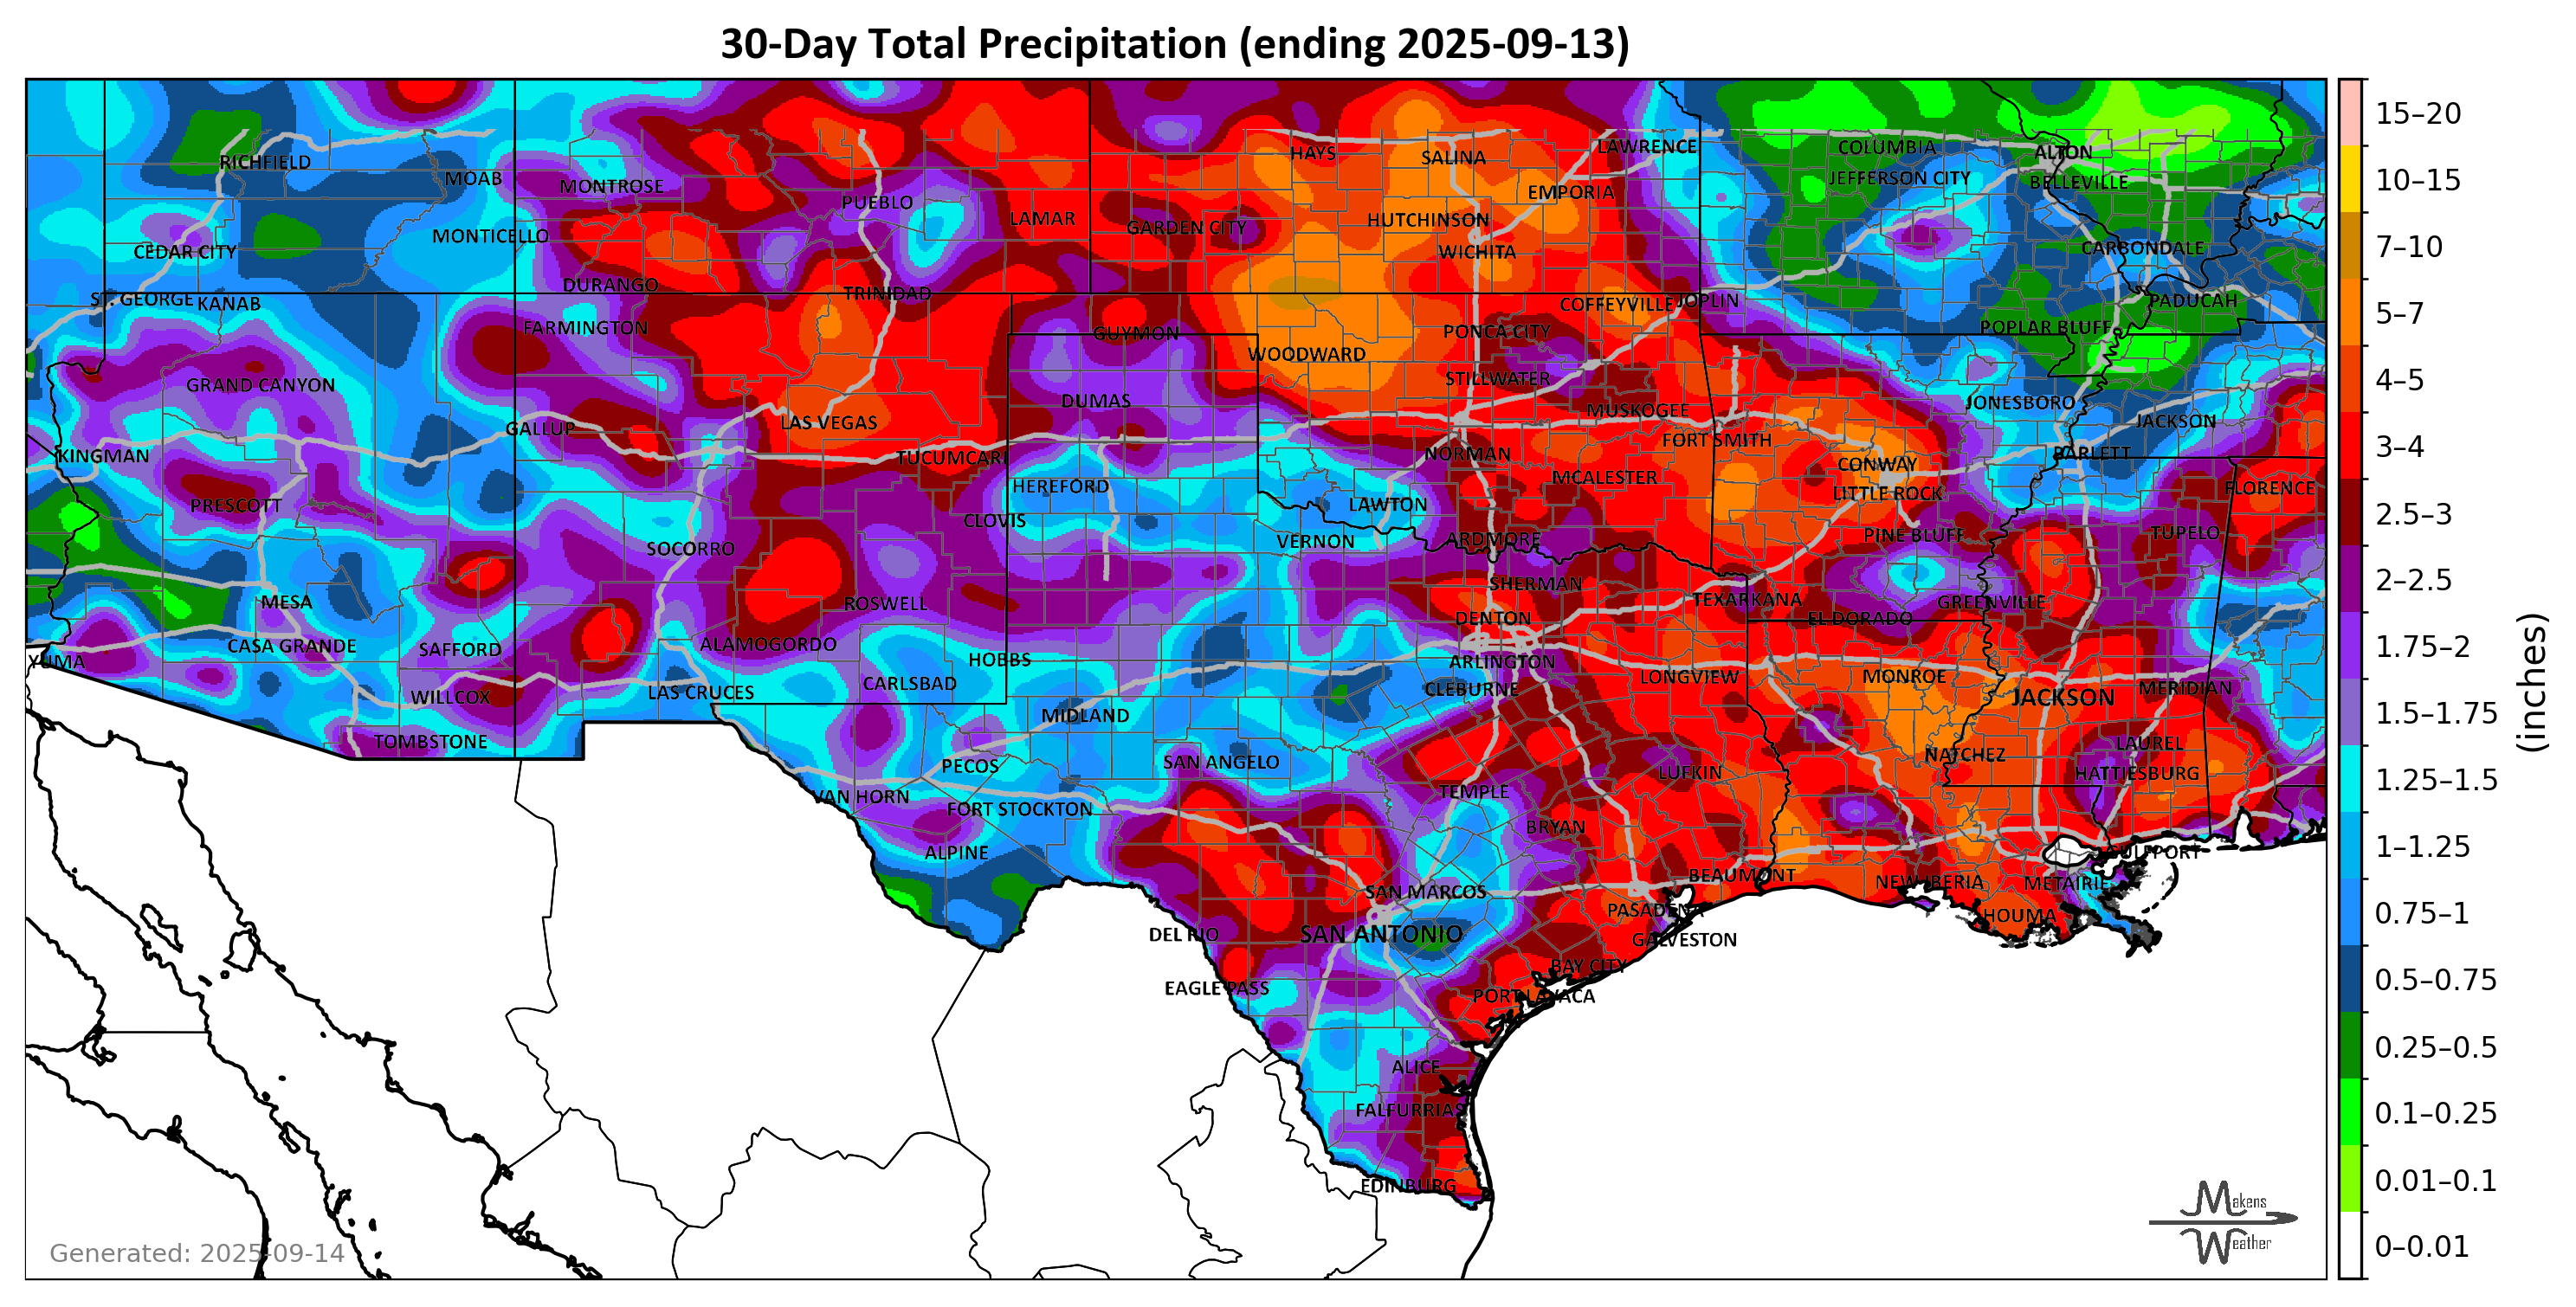 30-Day Total Precipitation (ending 2025-09-13)
HAYS
SALINA
LAWRENCE
COLUMBIA
ALTON
RICHFIELD
MOAB
MONTROSE
PUEBLO
EMPORIA
JEFFERSON CITY
BELLEVILLE
LAMAR
GARDEN CITY
HUTCHINSON
MONTICELLO
CEDAR CITY
WICHITA
CARBONDALE
DURANGO
TRINIDAD
ST. GEORGE
KANAB
COFFEYVILLE
JOPLIN
PADUCAH
FARMINGTON
GUYMON
PONCA CITY
POPLAR BLUFF
WOODWARD
GRAND CANYON
STILLWATER
DUMAS
MUSKOGEE
JONESBORO
JACKSON
GALLUP
LAS VEGAS
FORT SMITH
KINGMAN
TUCUMCARI
NORMAN
CONWAY
BARLETT
PRESCOTT
HEREFORD
MCALESTER
LITTLE ROCK
FLORENCE
LAWTON
CLOVIS
SOCORRO
VERNON
ARDMORE
PINE BLUFF
TUPELO
MESA
ROSWELL
SHERMAN
TEXARKANA
GREENVILLE
DENTON
EL DORADO
CASA GRANDE
SAFFORD
ALAMOGORDO
YUMA
HOBBS
ARLINGTON
WILLCOX
LAS CRUCES
CARLSBAD
CLEBURNE
LONGVIEW
MONROE
JACKSON
MERIDIAN
MIDLAND
TOMBSTONE
PECOS
SAN ANGELO
LUFKIN
NATCHEZ
LAUREL
HATTIESBURG
VAN HORN
FORT STOCKTON
TEMPLE
BRYAN
ALPINE
GULFPORT
SAN MARCOS
BEAUMONT
NEW IBERIA
METAIRIE
PASADENA
HOUMA
DEL RIO
SAN ANTONIO
GALVESTON
BAY CITY
EAGLE PASS
PORT LAVACA
ALICE
FALFURRIAS
EDINBURG
15–20
10–15
7–10
5–7
4–5
3–4
2.5–3
2–2.5
1.75–2
1.5–1.75
1.25–1.5
1–1.25
0.75–1
0.5–0.75
0.25–0.5
0.1–0.25
0.01–0.1
0–0.01
(inches)
Generated: 2025-09-14
Makens
Weather